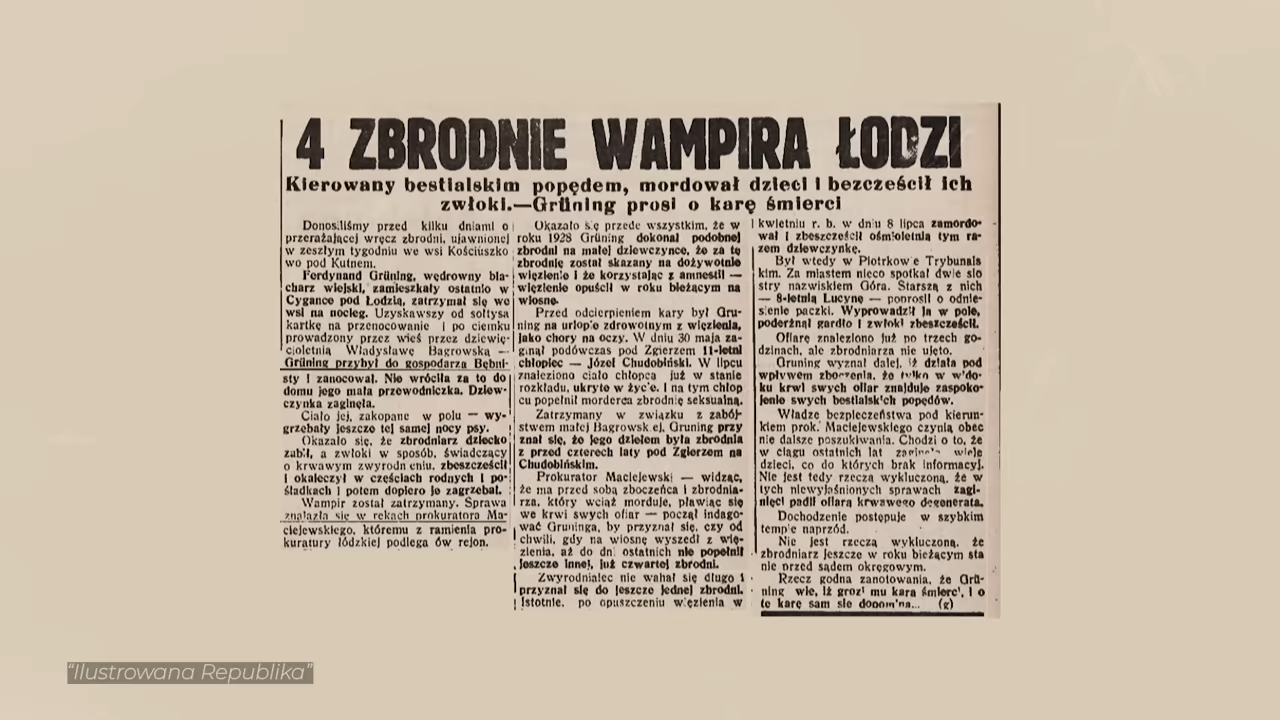 4 ZBRODNIE WAMPIRA ŁODZI
Kierowany bestialskim popędem, mordował dzieci i bezcześcił ich
zwłoki.—Grüning prosi o karę śmierci
Donosiliśmy przed kilku dniami o
przerażającej wręcz zbrodni, ujawnionej
w zeszłym tygodniu we wsi Kościuszko
wo pod Kutnem.
Ferdynand Grüning, wędrowny bla-
charz wiejski, zamieszkały ostatnio w
Cygance pod Łodzią, zatrzymał się we
wsi na nocleg. Uzyskawszy od sołtysa
kartkę na przenocowanie i po ciemku
prowadzony przez wieś przez dziewię-
cioletnią Władysławę Bagrowską —
Grüning przybył do gospodarza Bębni-
sty i zanocował. Nie wróciła za to do
domu jego mała przewodniczka. Dziew-
czynka zaginęła.
Ciało jej, zakopane w polu — wy-
grzebały jeszcze tej samej nocy psy.
Okazało się, że zbrodniarz dziecko
zabił, a zwłoki w sposób, świadczący
o krwawym zwyrodnieniu, zbezcześcił
i okaleczył w częściach rodnych i po-
śladkach i potem dopiero je zagrzebał.
Wampir został zatrzymany. Sprawa
znalazła się w rękach prokuratora Ma-
ciejewskiego, któremu z ramienia pro-
kuratury łódzkiej podlega ów rejon.
Okazało się przede wszystkim, że w
roku 1928 Grüning dokonał podobnej
zbrodni na małej dziewczynce, że za tę
zbrodnię został skazany na dożywotnie
więzienie i że korzystając z amnestii —
więzienie opuścił w roku bieżącym na
wiosnę.
Przed odcierpieniem kary był Gru-
ning na urlopie zdrowotnym z więzienia,
jako chory na oczy. W dniu 30 maja za-
ginął podówczas pod Zgierzem 11-letni
chłopiec — Józef Chudobiński. W lipcu
znaleziono ciało chłopca już w stanie
rozkładu, ukryte w życie. I na tym chłop
cu popełnił morderca zbrodnię seksualną.
Zatrzymany w związku z zabój-
stwem małej Bagrowskiej, Gruning przy
znał się, że jego dziełem była zbrodnia
z przed czterech laty pod Zgierzem na
Chudobińskim.
Prokurator Maciejewski — widząc,
że ma przed sobą zboczeńca i zbrodnia-
rza, który wciąż morduje, pławiąc się
we krwi swych ofiar — począł indago-
wać Gruninga, by przyznał się, czy od
chwili, gdy na wiosnę wyszedł z wię-
zienia, aż do dni ostatnich nie popełnił
jeszcze innej, już czwartej zbrodni.
Zwyrodnialec nie wahał się długo i
przyznał się do jeszcze jednej zbrodni.
Istotnie, po opuszczeniu więzienia w
kwietniu r. b. w dniu 8 lipca zamordo-
wał i zbezcześcił ośmioletnią tym ra-
zem dziewczynkę.
Był wtedy w Piotrkowie Trybunals
kim. Za miastem nieco spotkał dwie sio
stry nazwiskiem Góra. Starszą z nich
— 8-letnią Lucynę — poprosił o odnie-
sienie paczki. Wyprowadził ją w pole,
poderżnął gardło i zwłoki zbezcześcił.
Ofiarę znaleziono już po trzech go-
dzinach, ale zbrodniarza nie ujęto.
Gruning wyznał dalej, iż działa pod
wpływem zboczenia, że tylko w w'do-
ku krwi swych ofiar znajduje zaspoko-
jenie swych bestialskich popędów.
Władze bezpieczeństwa pod kierun-
kiem prok. Maciejewskiego czynią obec
nie dalsze poszukiwania. Chodzi o to, że
w ciągu ostatnich lat zaginęło wiele
dzieci, co do których brak informacyj.
Nie jest tedy rzeczą wykluczoną, że w
tych niewyjaśnionych sprawach zagi-
nięci padli ofiarą krwawego degenerata.
Dochodzenie postępuje w szybkim
tempie naprzód.
Nie jest rzeczą wykluczoną, że
zbrodniarz jeszcze w roku bieżącym sta
nie przed sądem okręgowym.
Rzecz godna zanotowania, że Grü-
ning wie, iż grozi mu kara śmierci, i o
tę karę sam się dopomina... (g)
"Ilustrowana Republika"